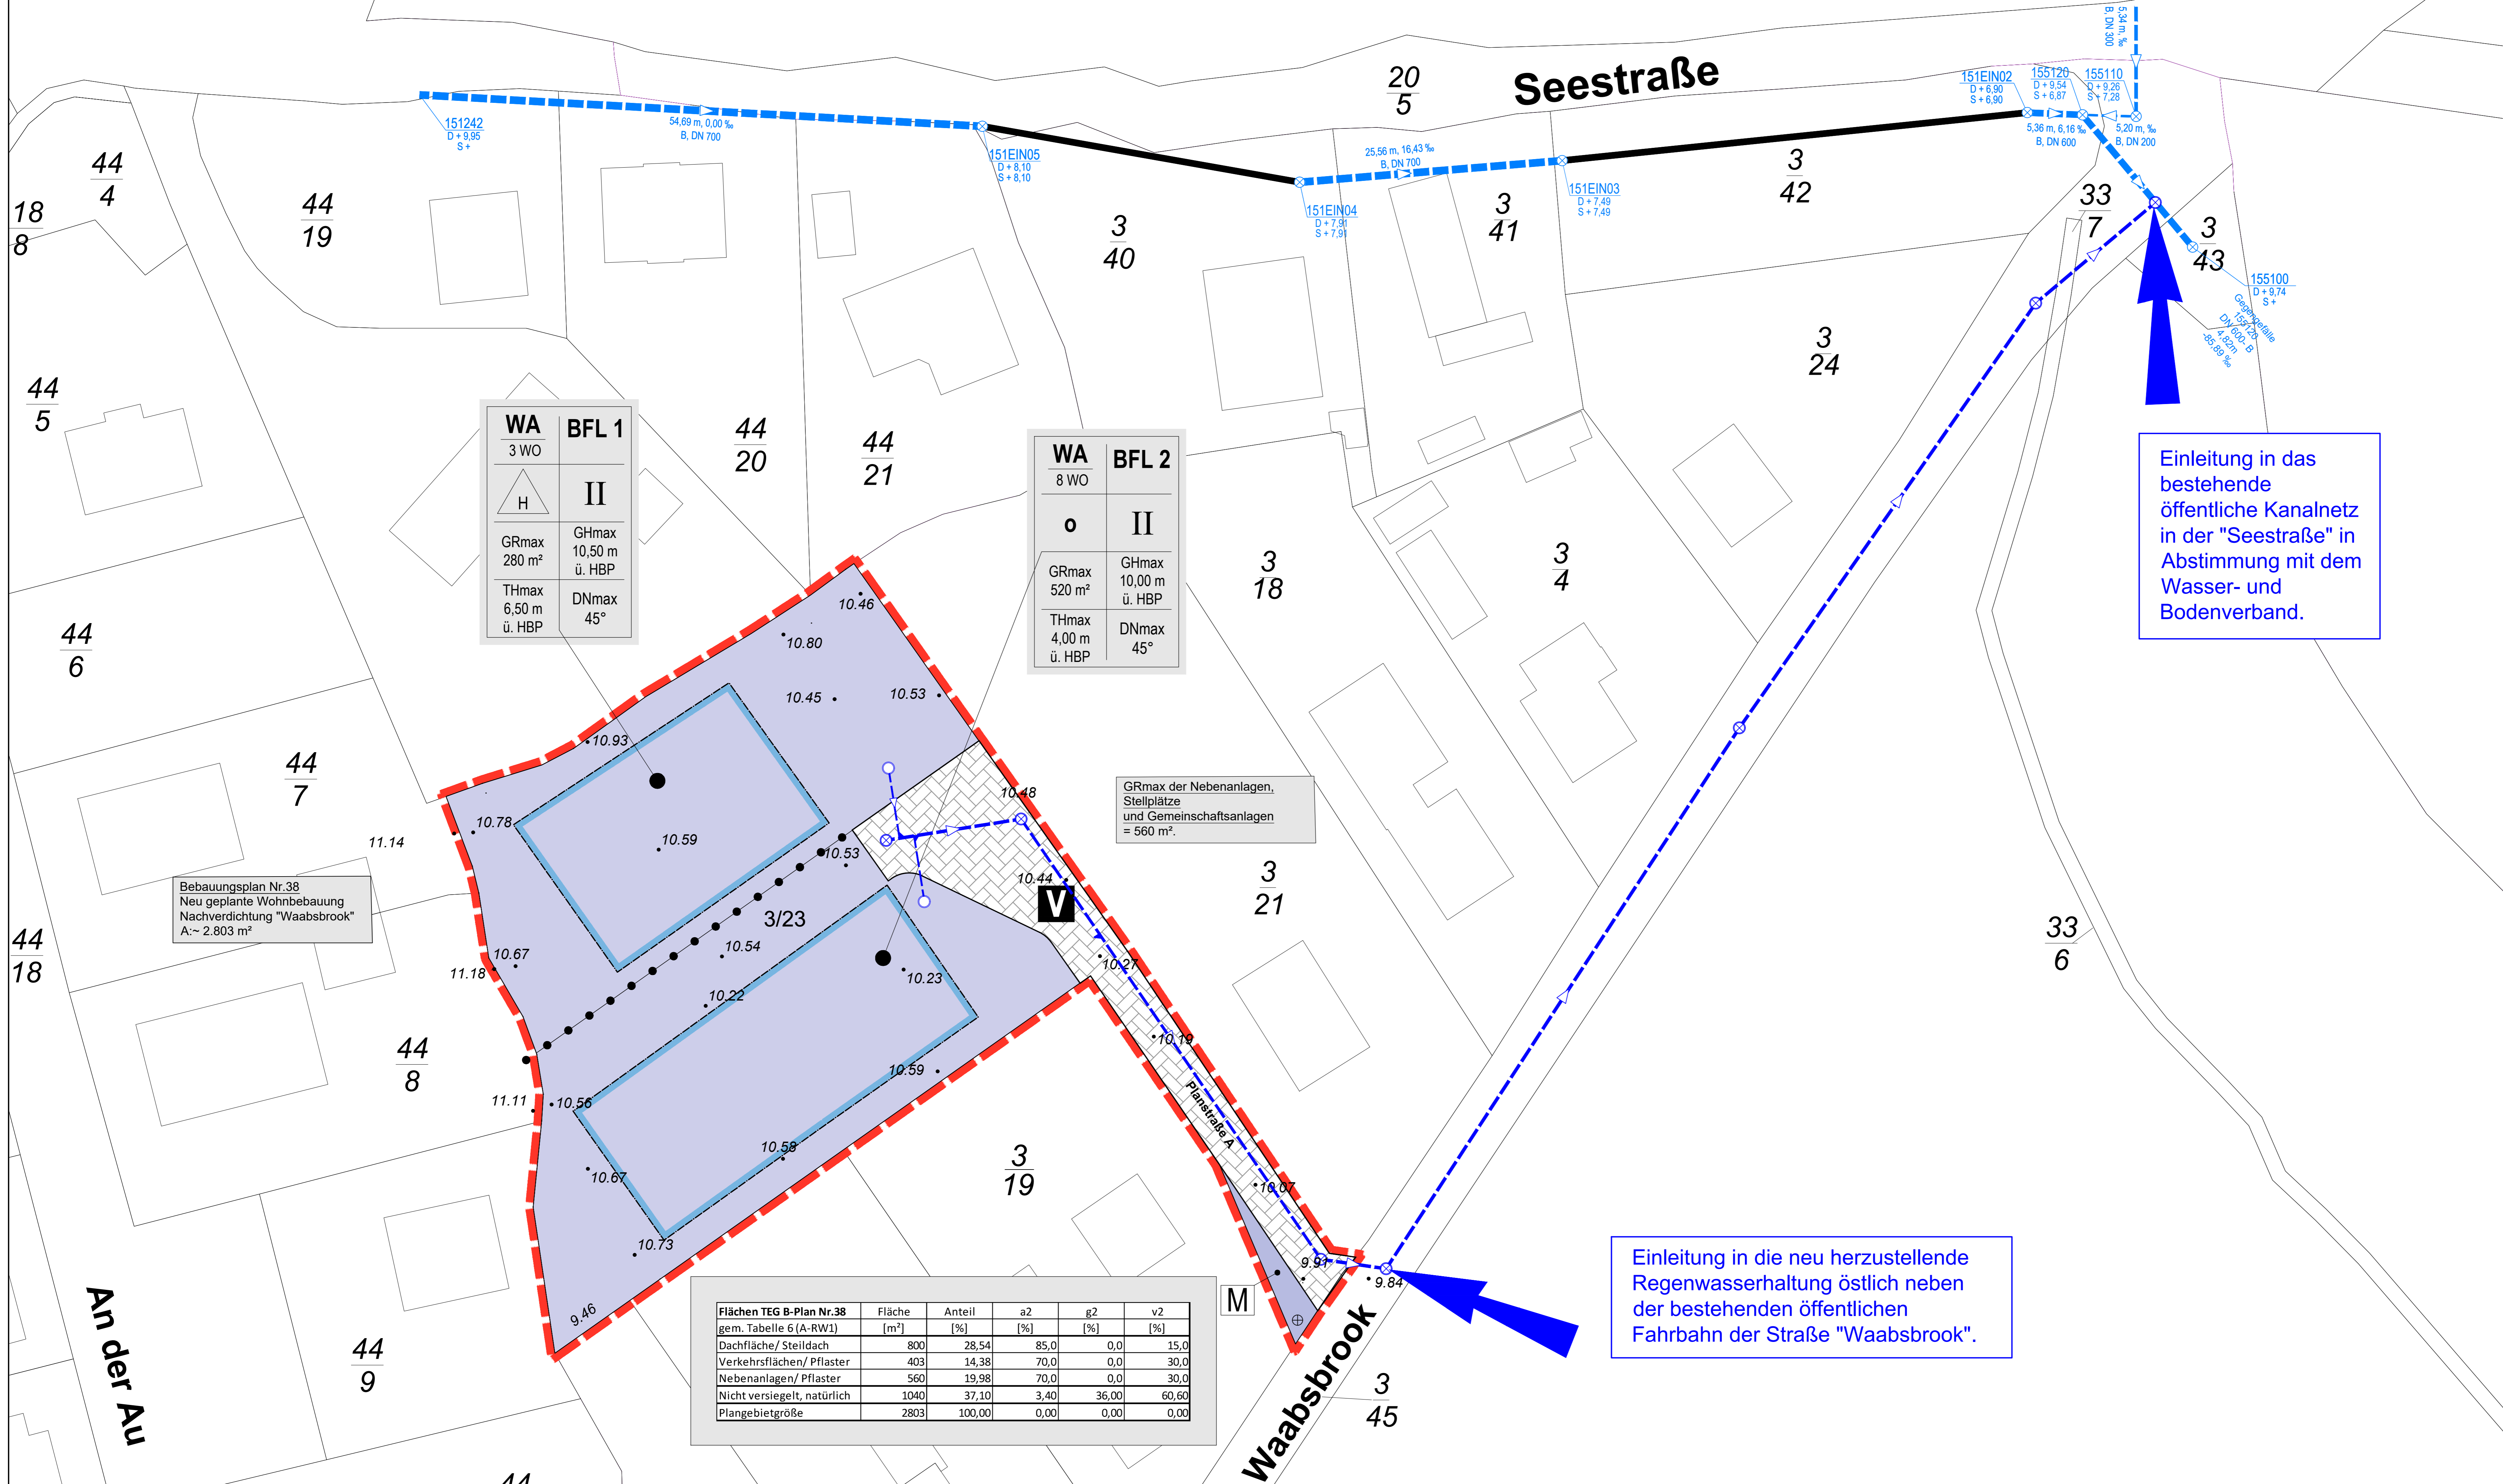 Seestraße
20
5
5,34 m, ‰
B, DN 300
151EIN02
D + 6,90
S + 6,90
155120
D + 9,54
S + 6,87
155110
D + 9,26
S + 7,28
5,36 m, 6,16 ‰
B, DN 600
5,20 m, ‰
B, DN 200
151242
D + 9,95
S +
54,69 m, 0,00 ‰
B, DN 700
151EIN05
D + 8,10
S + 8,10
25,56 m, 16,43 ‰
B, DN 700
151EIN04
D + 7,91
S + 7,91
151EIN03
D + 7,49
S + 7,49
44
4
18
8
44
19
3
40
3
41
3
42
33
7
3
43
155100
D + 9,74
S +
Gegengefälle
155120
DN 600- B
4,82m
-85,89 ‰
3
24
44
5
44
20
44
21
WA
3 WO
BFL 1
H
II
GRmax
280 m²
GHmax
10,50 m
ü. HBP
THmax
6,50 m
ü. HBP
DNmax
45°
WA
8 WO
BFL 2
o
II
GRmax
520 m²
GHmax
10,00 m
ü. HBP
THmax
4,00 m
ü. HBP
DNmax
45°
Einleitung in das
bestehende
öffentliche Kanalnetz
in der "Seestraße" in
Abstimmung mit dem
Wasser- und
Bodenverband.
3
18
3
4
44
6
10.46
10.80
10.45
10.53
10.93
44
7
10.78
11.14
10.59
10.53
10.48
GRmax der Nebenanlagen,
Stellplätze
und Gemeinschaftsanlagen
= 560 m².
Bebauungsplan Nr.38
Neu geplante Wohnbebauung
Nachverdichtung "Waabsbrook"
A:~ 2.803 m²
10.44
V
3
21
3/23
44
18
10.67
11.18
10.54
10.22
10.23
10.27
33
6
44
8
10.19
10.59
11.11
10.56
Planstraße A
10.58
10.67
3
19
10.07
10.73
9.46
9.91
9.84
M
Einleitung in die neu herzustellende
Regenwasserhaltung östlich neben
der bestehenden öffentlichen
Fahrbahn der Straße "Waabsbrook".
An der Au
44
9
Flächen TEG B-Plan Nr.38 Fläche Anteil a2 g2 v2
gem. Tabelle 6 (A-RW1) [m²] [%] [%] [%] [%]
Dachfläche/ Steildach 800 28,54 85,0 0,0 15,0
Verkehrsflächen/ Pflaster 403 14,38 70,0 0,0 30,0
Nebenanlagen/ Pflaster 560 19,98 70,0 0,0 30,0
Nicht versiegelt, natürlich 1040 37,10 3,40 36,00 60,60
Plangebietgröße 2803 100,00 0,00 0,00 0,00
Waabsbrook
3
45
44